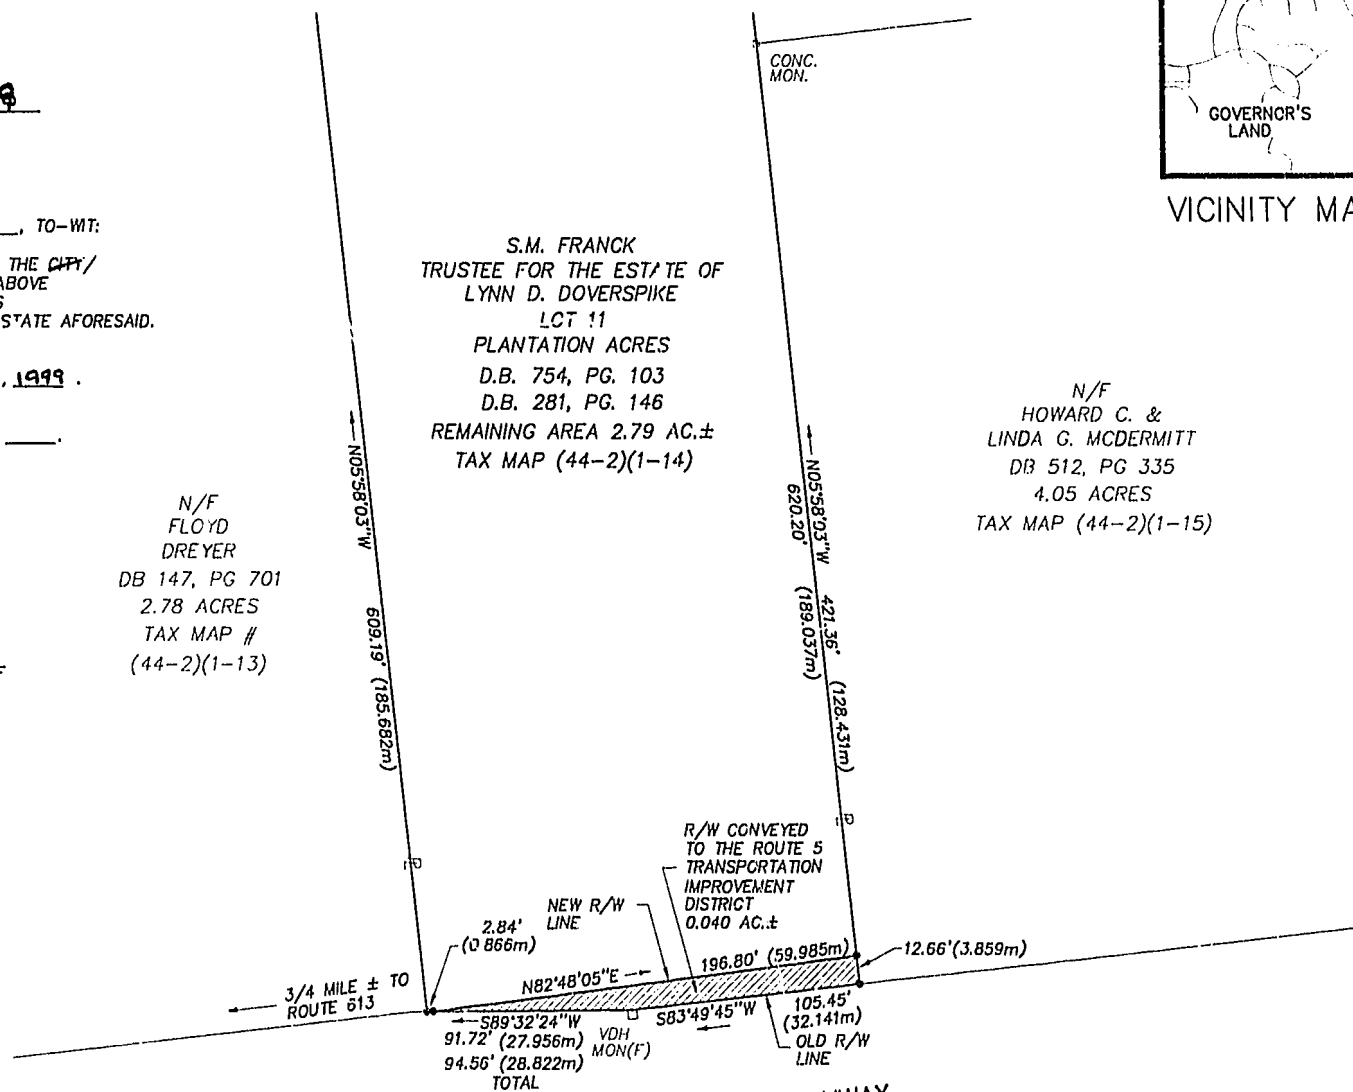 CONC.
MON.
GOVERNOR'S
LAND
VICINITY MA
, TO-WIT:
THE CITY/
ABOVE
STATE AFORESAID.
, 1999 .
S.M. FRANCK
TRUSTEE FOR THE ESTATE OF
LYNN D. DOVERSPIKE
LOT 11
PLANTATION ACRES
D.B. 754, PG. 103
D.B. 281, PG. 146
REMAINING AREA 2.79 AC.±
TAX MAP (44-2)(1-14)
N/F
HOWARD C. &
LINDA G. MCDERMITT
DB 512, PG 335
4.05 ACRES
TAX MAP (44-2)(1-15)
N/F
FLOYD
DREYER
DB 147, PG 701
2.78 ACRES
TAX MAP #
(44-2)(1-13)
N05°58'03"W 609.19' (185.682m)
N05°58'03"W 421.36' (128.431m)
620.20' (189.037m)
R/W CONVEYED
TO THE ROUTE 5
TRANSPORTATION
IMPROVEMENT
DISTRICT
0.040 AC.±
NEW R/W
LINE
2.84'
(0.866m)
196.80' (59.985m)
12.66'(3.859m)
N82°48'05"E
3/4 MILE ± TO
ROUTE 613
S89°32'24"W
91.72' (27.956m)
94.56' (28.822m)
TOTAL
VDH
MON(F)
S83°49'45"W
105.45'
(32.141m)
OLD R/W
LINE